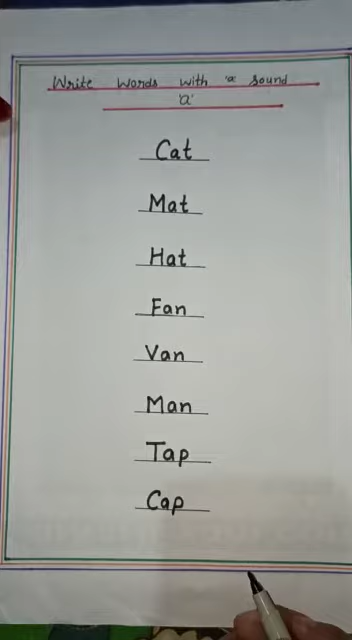 Write words with 'a' sound
'a'
Cat
Mat
Hat
Fan
Van
Man
Tap
Cap